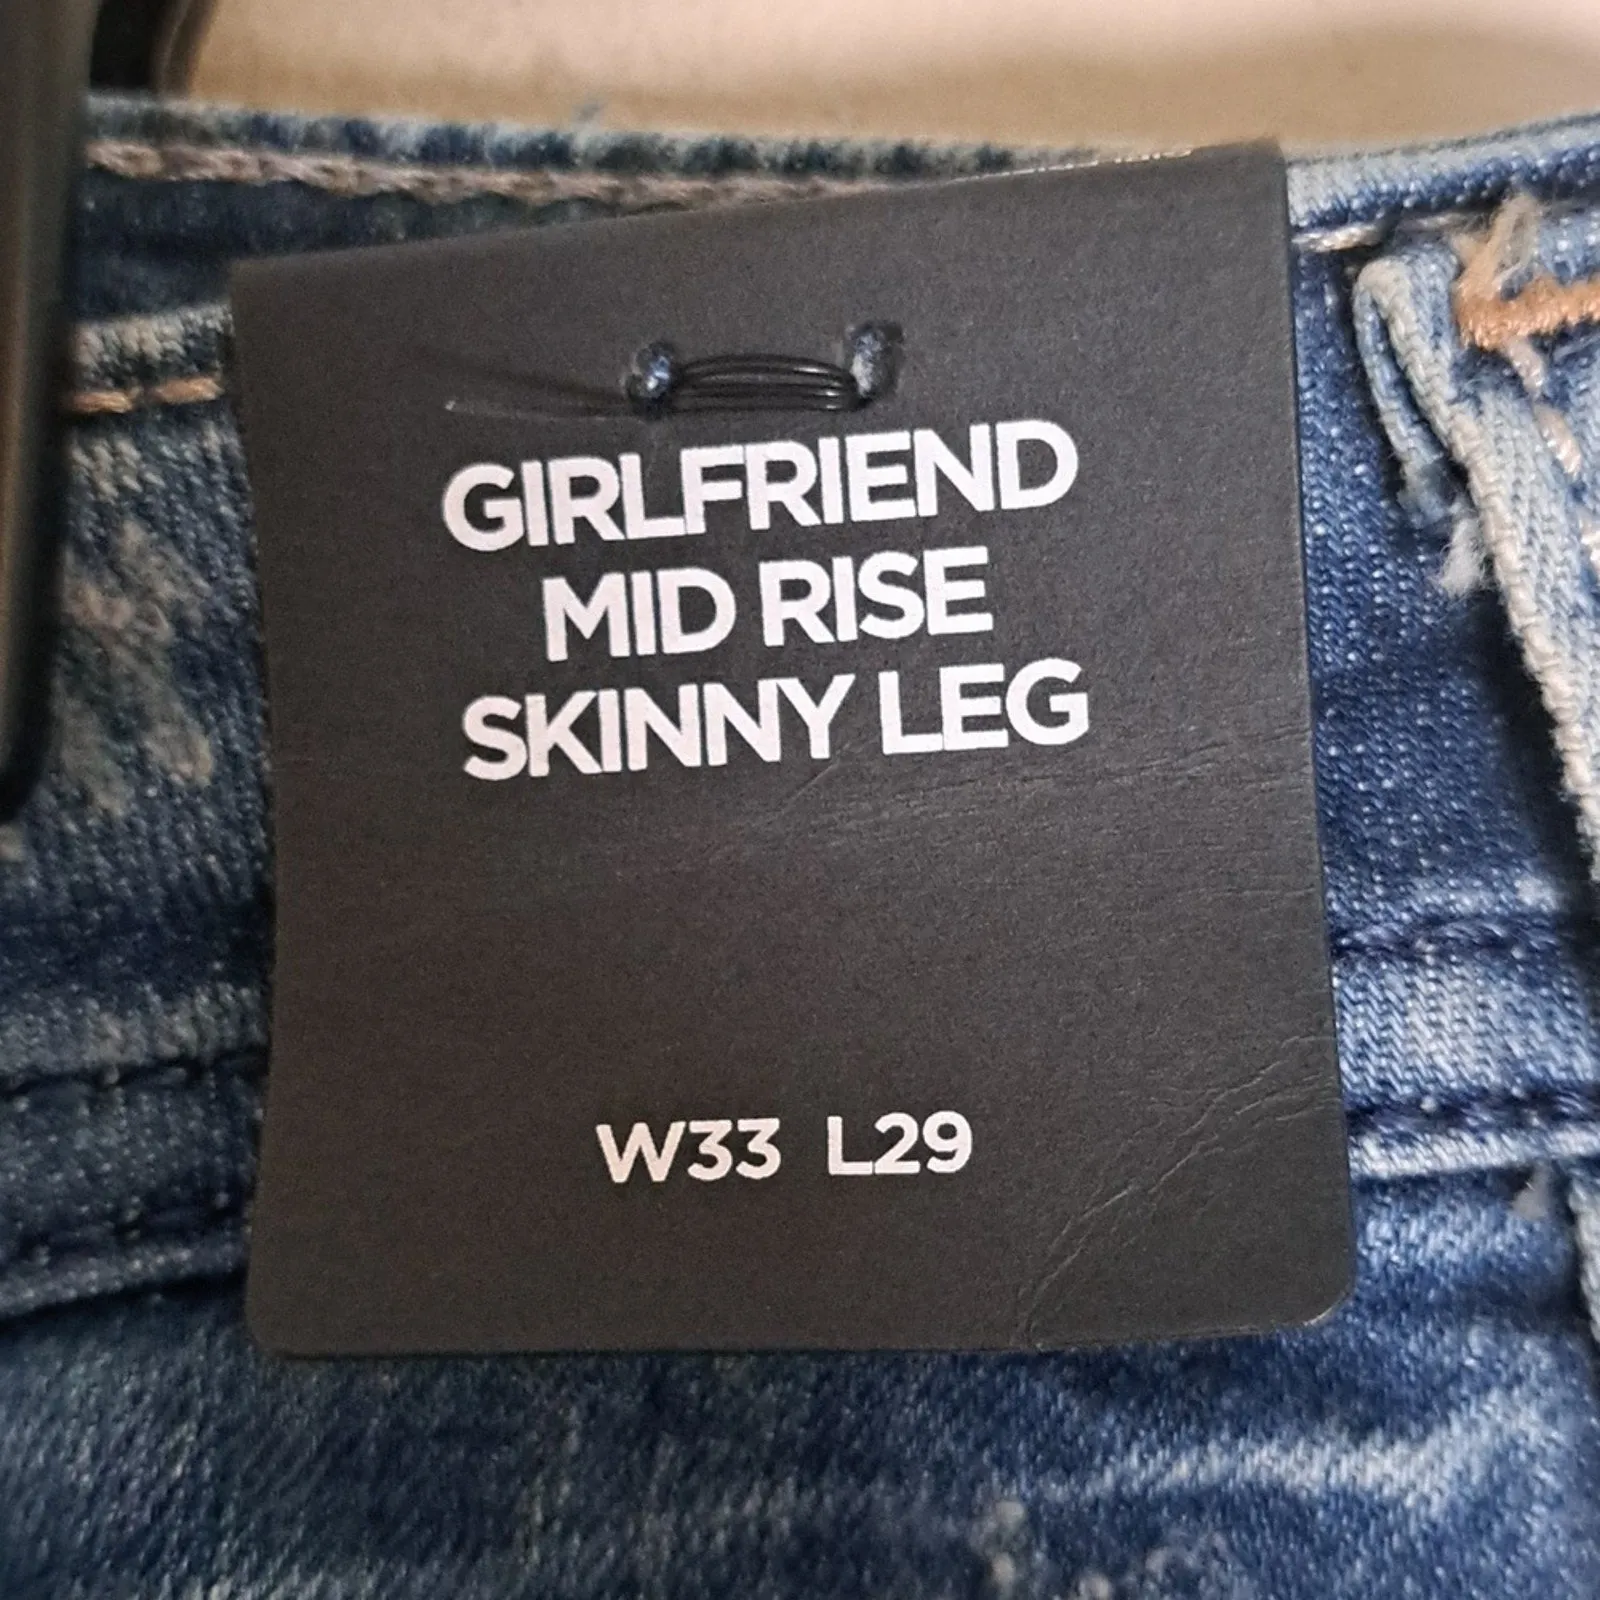 GIRLFRIEND
MID RISE
SKINNY LEG
W33 L29